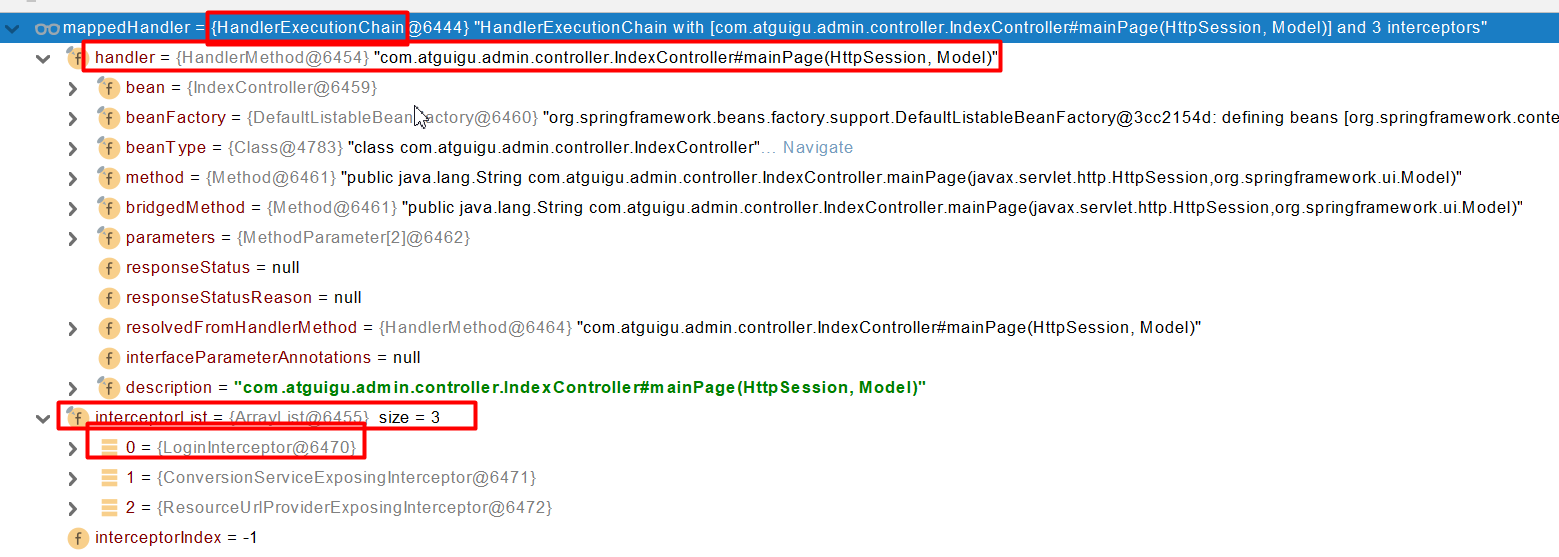 mappedHandler = {HandlerExecutionChain@6444} "HandlerExecutionChain with [com.atguigu.admin.controller.IndexController#mainPage(HttpSession, Model)] and 3 interceptors"
f handler = {HandlerMethod@6454} "com.atguigu.admin.controller.IndexController#mainPage(HttpSession, Model)"
f bean = {IndexController@6459}
f beanFactory = {DefaultListableBeanFactory@6460} "org.springframework.beans.factory.support.DefaultListableBeanFactory@3cc2154d: defining beans [org.springframework.conte
f beanType = {Class@4783} "class com.atguigu.admin.controller.IndexController"... Navigate
f method = {Method@6461} "public java.lang.String com.atguigu.admin.controller.IndexController.mainPage(javax.servlet.http.HttpSession,org.springframework.ui.Model)"
f bridgedMethod = {Method@6461} "public java.lang.String com.atguigu.admin.controller.IndexController.mainPage(javax.servlet.http.HttpSession,org.springframework.ui.Model)"
f parameters = {MethodParameter[2]@6462}
f responseStatus = null
f responseStatusReason = null
f resolvedFromHandlerMethod = {HandlerMethod@6464} "com.atguigu.admin.controller.IndexController#mainPage(HttpSession, Model)"
f interfaceParameterAnnotations = null
f description = "com.atguigu.admin.controller.IndexController#mainPage(HttpSession, Model)"
f interceptorList = {ArrayList@6455} size = 3
0 = {LoginInterceptor@6470}
1 = {ConversionServiceExposingInterceptor@6471}
2 = {ResourceUrlProviderExposingInterceptor@6472}
f interceptorIndex = -1